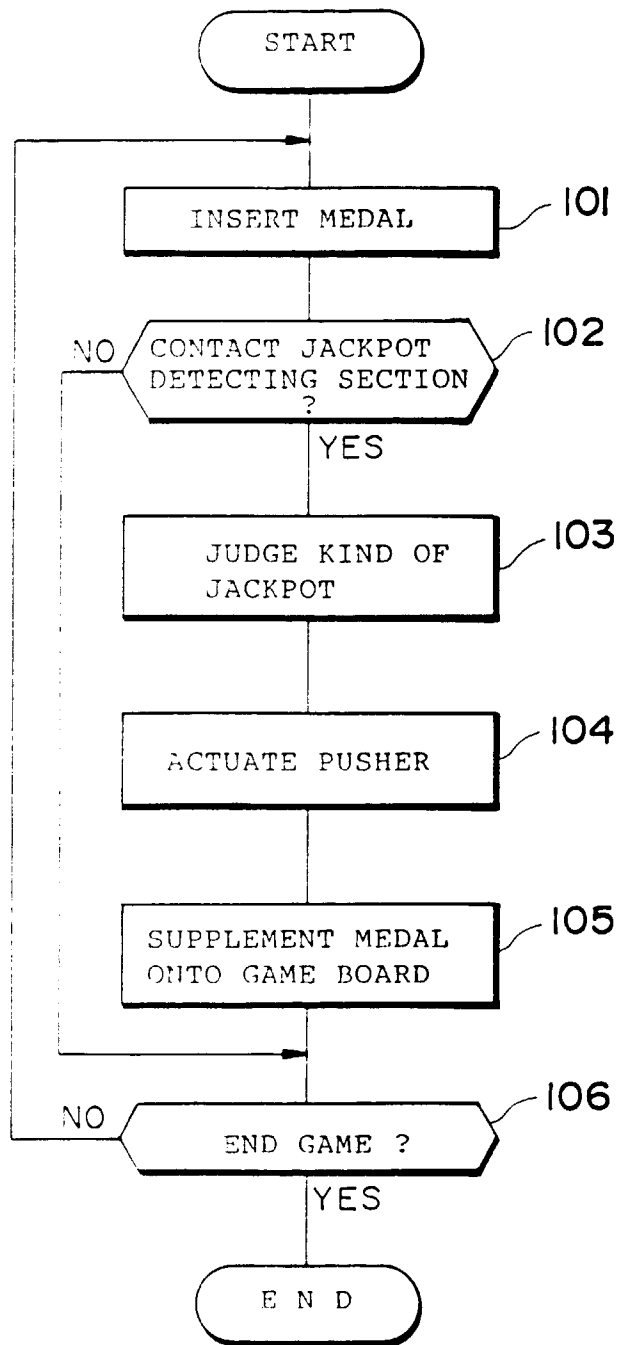 START
INSERT MEDAL
101
CONTACT JACKPOT
DETECTING SECTION
?
102
NO
YES
JUDGE KIND OF
JACKPOT
103
ACTUATE PUSHER
104
SUPPLEMENT MEDAL
ONTO GAME BOARD
105
NO
END GAME ?
106
YES
E N D